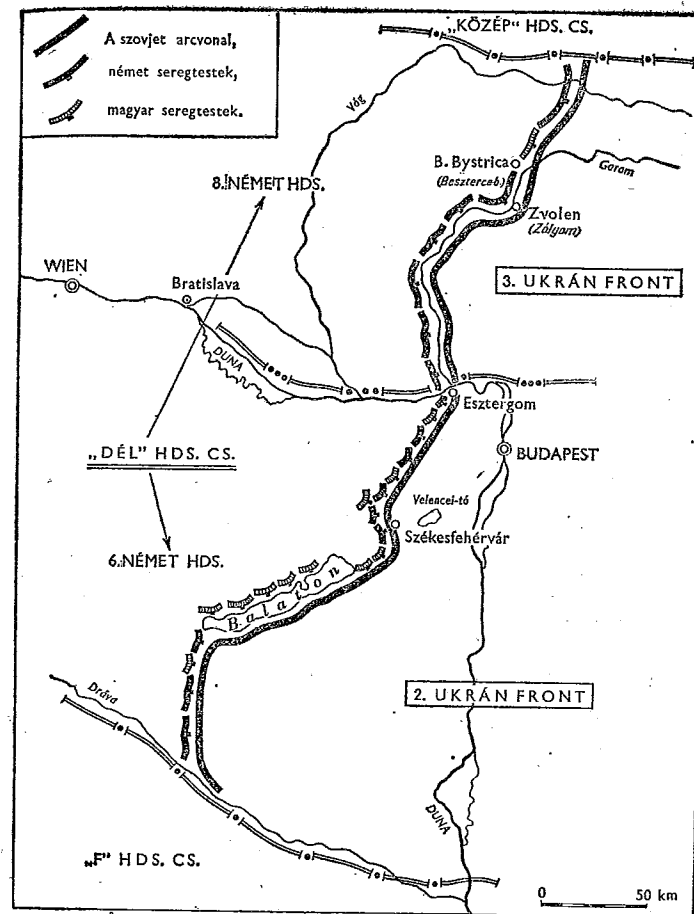 A szovjet arcvonal,
német seregtestek,
magyar seregtestek.
„KÖZÉP" HDS. CS.
Vág
B. Bystrica
(Beszterceb.)
Garam
8. NÉMET HDS.
Zvolen
(Zólyom)
WIEN
Bratislava
3. UKRÁN FRONT
DUNA
Esztergom
„DÉL" HDS. CS.
BUDAPEST
Velencei-tó
Székesfehérvár
6. NÉMET HDS.
Balaton
Dráva
2. UKRÁN FRONT
DUNA
„F" HDS. CS.
0 50 km